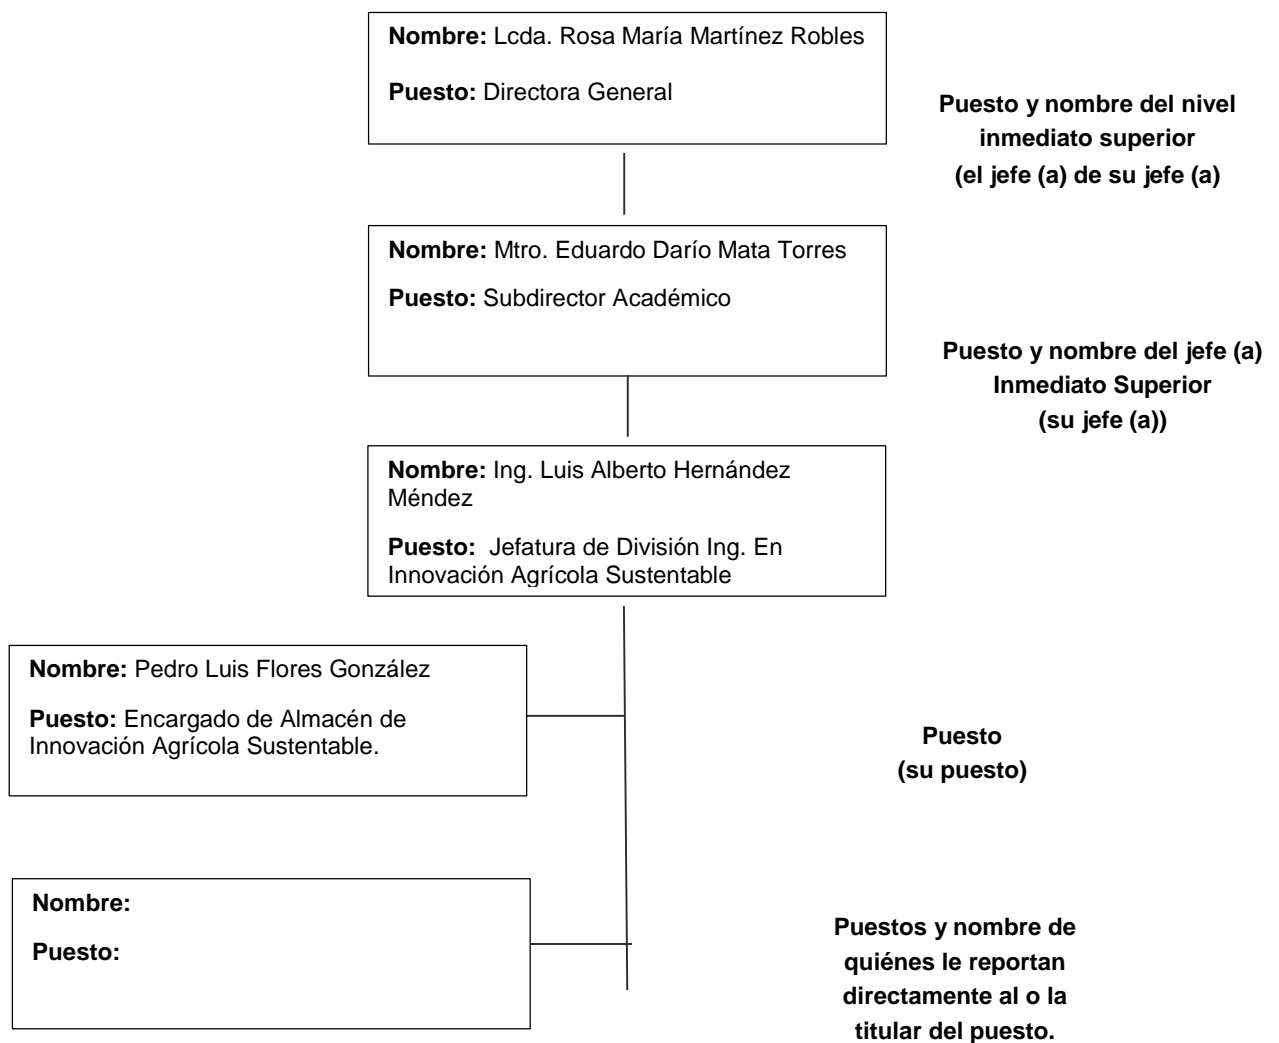 Nombre: Lcda. Rosa María Martínez Robles
Puesto: Directora General
Puesto y nombre del nivel
inmediato superior
(el jefe (a) de su jefe (a)
Nombre: Mtro. Eduardo Darío Mata Torres
Puesto: Subdirector Académico
Puesto y nombre del jefe (a)
Inmediato Superior
(su jefe (a))
Nombre: Ing. Luis Alberto Hernández
Méndez
Puesto: Jefatura de División Ing. En
Innovación Agrícola Sustentable
Nombre: Pedro Luis Flores González
Puesto: Encargado de Almacén de
Innovación Agrícola Sustentable.
Puesto
(su puesto)
Nombre:
Puesto:
Puestos y nombre de
quiénes le reportan
directamente al o la
titular del puesto.